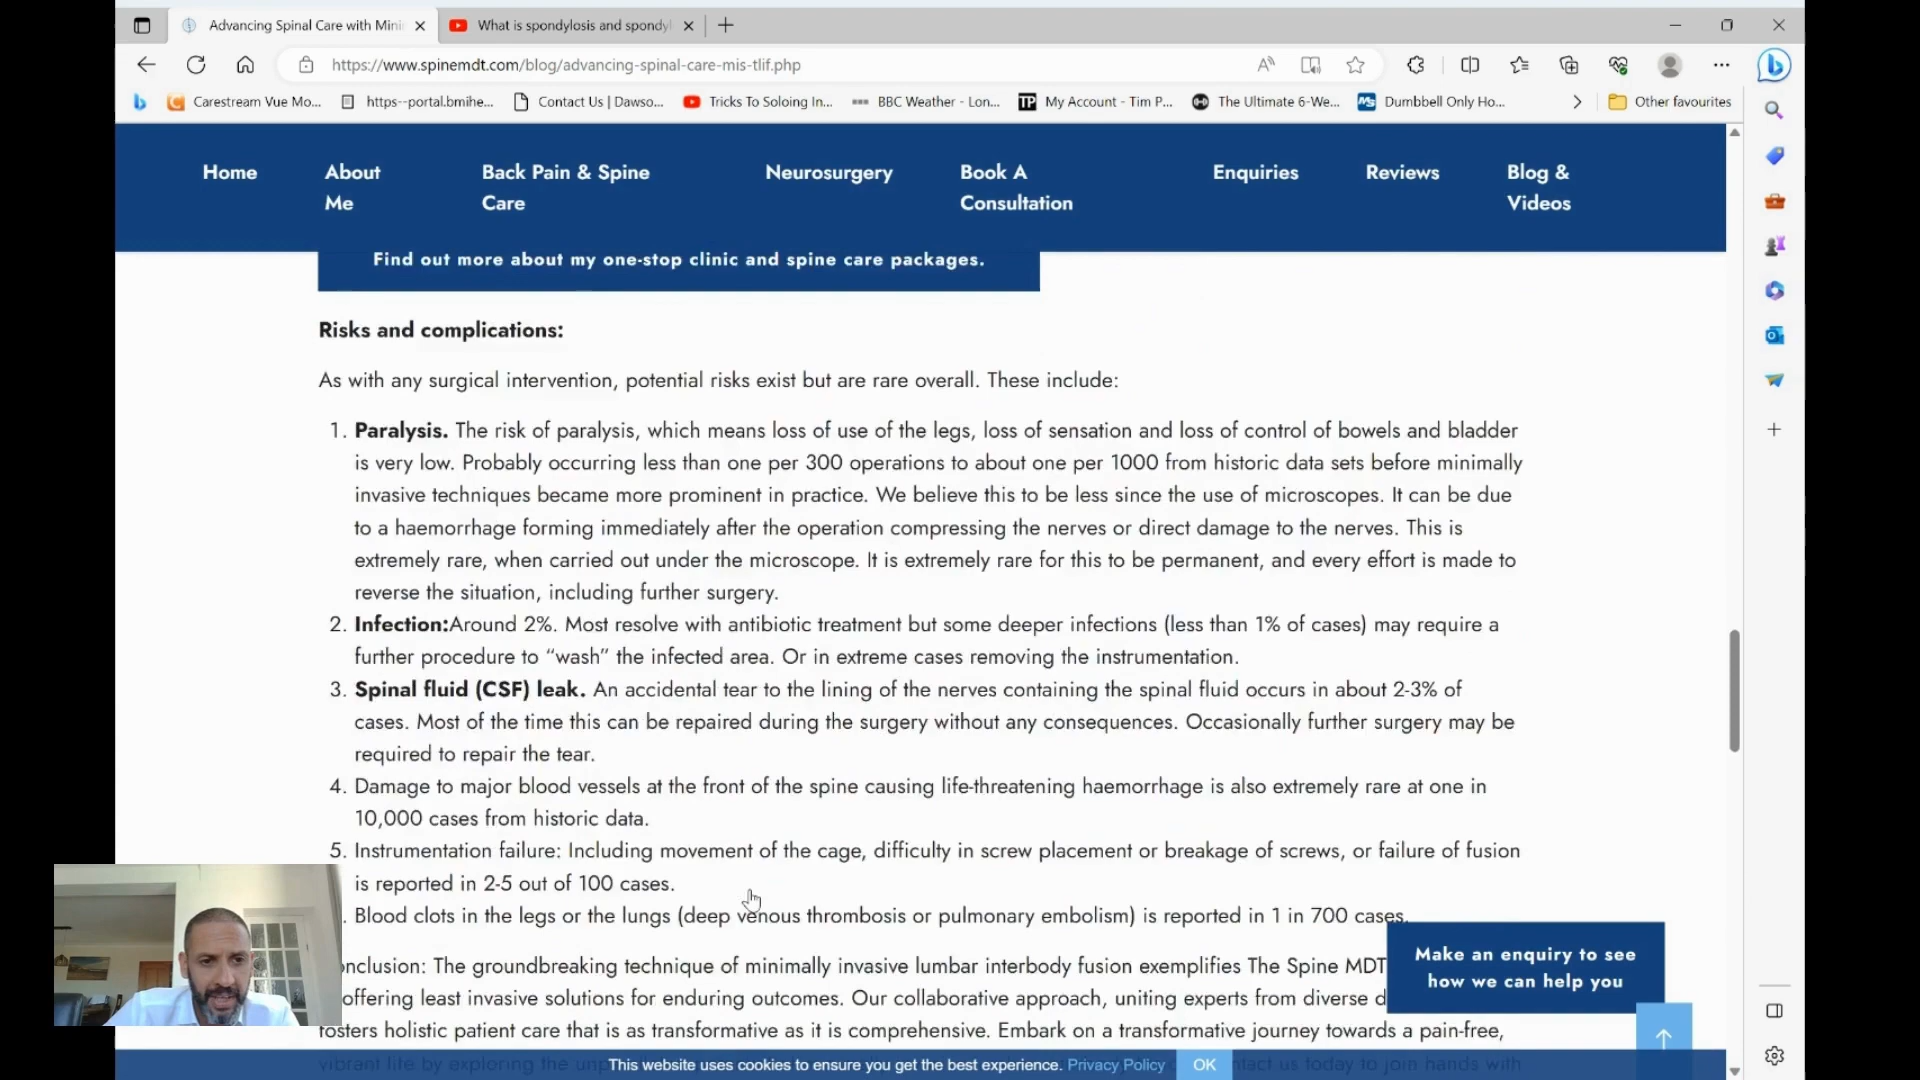 Advancing Spinal Care with Mini
What is spondylosis and spondyl
https://www.spinemdt.com/blog/advancing-spinal-care-mis-tlif.php
Carestream Vue Mo...
https--portal.bmihe...
Contact Us | Dawso...
Tricks To Soloing In...
BBC Weather - Lon...
TP
My Account - Tim P...
The Ultimate 6-We...
Dumbbell Only Ho...
Other favourites
Home
About Me
Back Pain & Spine Care
Neurosurgery
Book A Consultation
Enquiries
Reviews
Blog & Videos
Find out more about my one-stop clinic and spine care packages.
Risks and complications:
As with any surgical intervention, potential risks exist but are rare overall. These include:
1. Paralysis. The risk of paralysis, which means loss of use of the legs, loss of sensation and loss of control of bowels and bladder
is very low. Probably occurring less than one per 300 operations to about one per 1000 from historic data sets before minimally
invasive techniques became more prominent in practice. We believe this to be less since the use of microscopes. It can be due
to a haemorrhage forming immediately after the operation compressing the nerves or direct damage to the nerves. This is
extremely rare, when carried out under the microscope. It is extremely rare for this to be permanent, and every effort is made to
reverse the situation, including further surgery.
2. Infection:Around 2%. Most resolve with antibiotic treatment but some deeper infections (less than 1% of cases) may require a
further procedure to “wash” the infected area. Or in extreme cases removing the instrumentation.
3. Spinal fluid (CSF) leak. An accidental tear to the lining of the nerves containing the spinal fluid occurs in about 2-3% of
cases. Most of the time this can be repaired during the surgery without any consequences. Occasionally further surgery may be
required to repair the tear.
4. Damage to major blood vessels at the front of the spine causing life-threatening haemorrhage is also extremely rare at one in
10,000 cases from historic data.
5. Instrumentation failure: Including movement of the cage, difficulty in screw placement or breakage of screws, or failure of fusion
is reported in 2-5 out of 100 cases.
. Blood clots in the legs or the lungs (deep venous thrombosis or pulmonary embolism) is reported in 1 in 700 cases.
nclusion: The groundbreaking technique of minimally invasive lumbar interbody fusion exemplifies The Spine MDT
offering least invasive solutions for enduring outcomes. Our collaborative approach, uniting experts from diverse d
fosters holistic patient care that is as transformative as it is comprehensive. Embark on a transformative journey towards a pain-free,
vibrant life by exploring the
Make an enquiry to see
how we can help you
This website uses cookies to ensure you get the best experience. Privacy Policy
OK
tact us today to join hands with